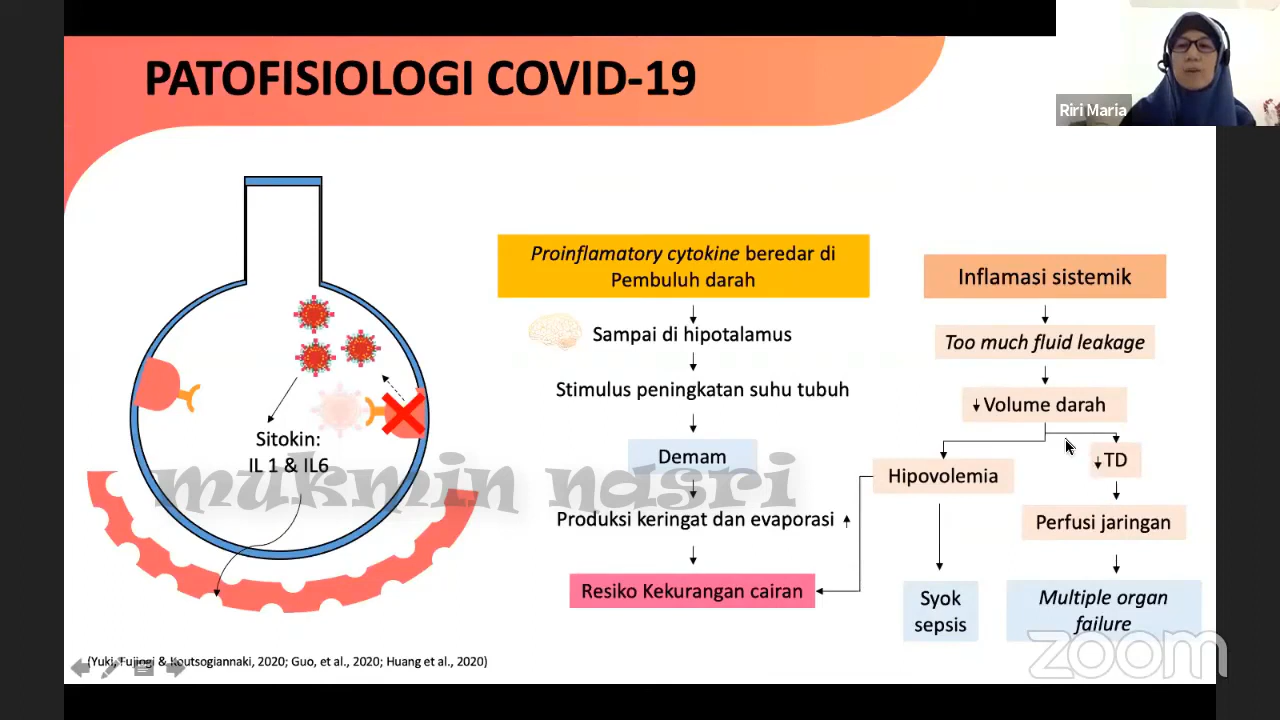 PATOFISIOLOGI COVID-19
Riri Maria
Proinflamatory cytokine beredar di
Pembuluh darah
Sampai di hipotalamus
Stimulus peningkatan suhu tubuh
Demam
Produksi keringat dan evaporasi
Resiko Kekurangan cairan
Inflamasi sistemik
Too much fluid leakage
Volume darah
Hipovolemia
TD
Perfusi jaringan
Syok
sepsis
Multiple organ
failure
Sitokin:
IL 1 & IL6
mukmin nasri
(Yuki, Fujiogi & Koutsogiannaki, 2020; Guo, et al., 2020; Huang et al., 2020)
zoom